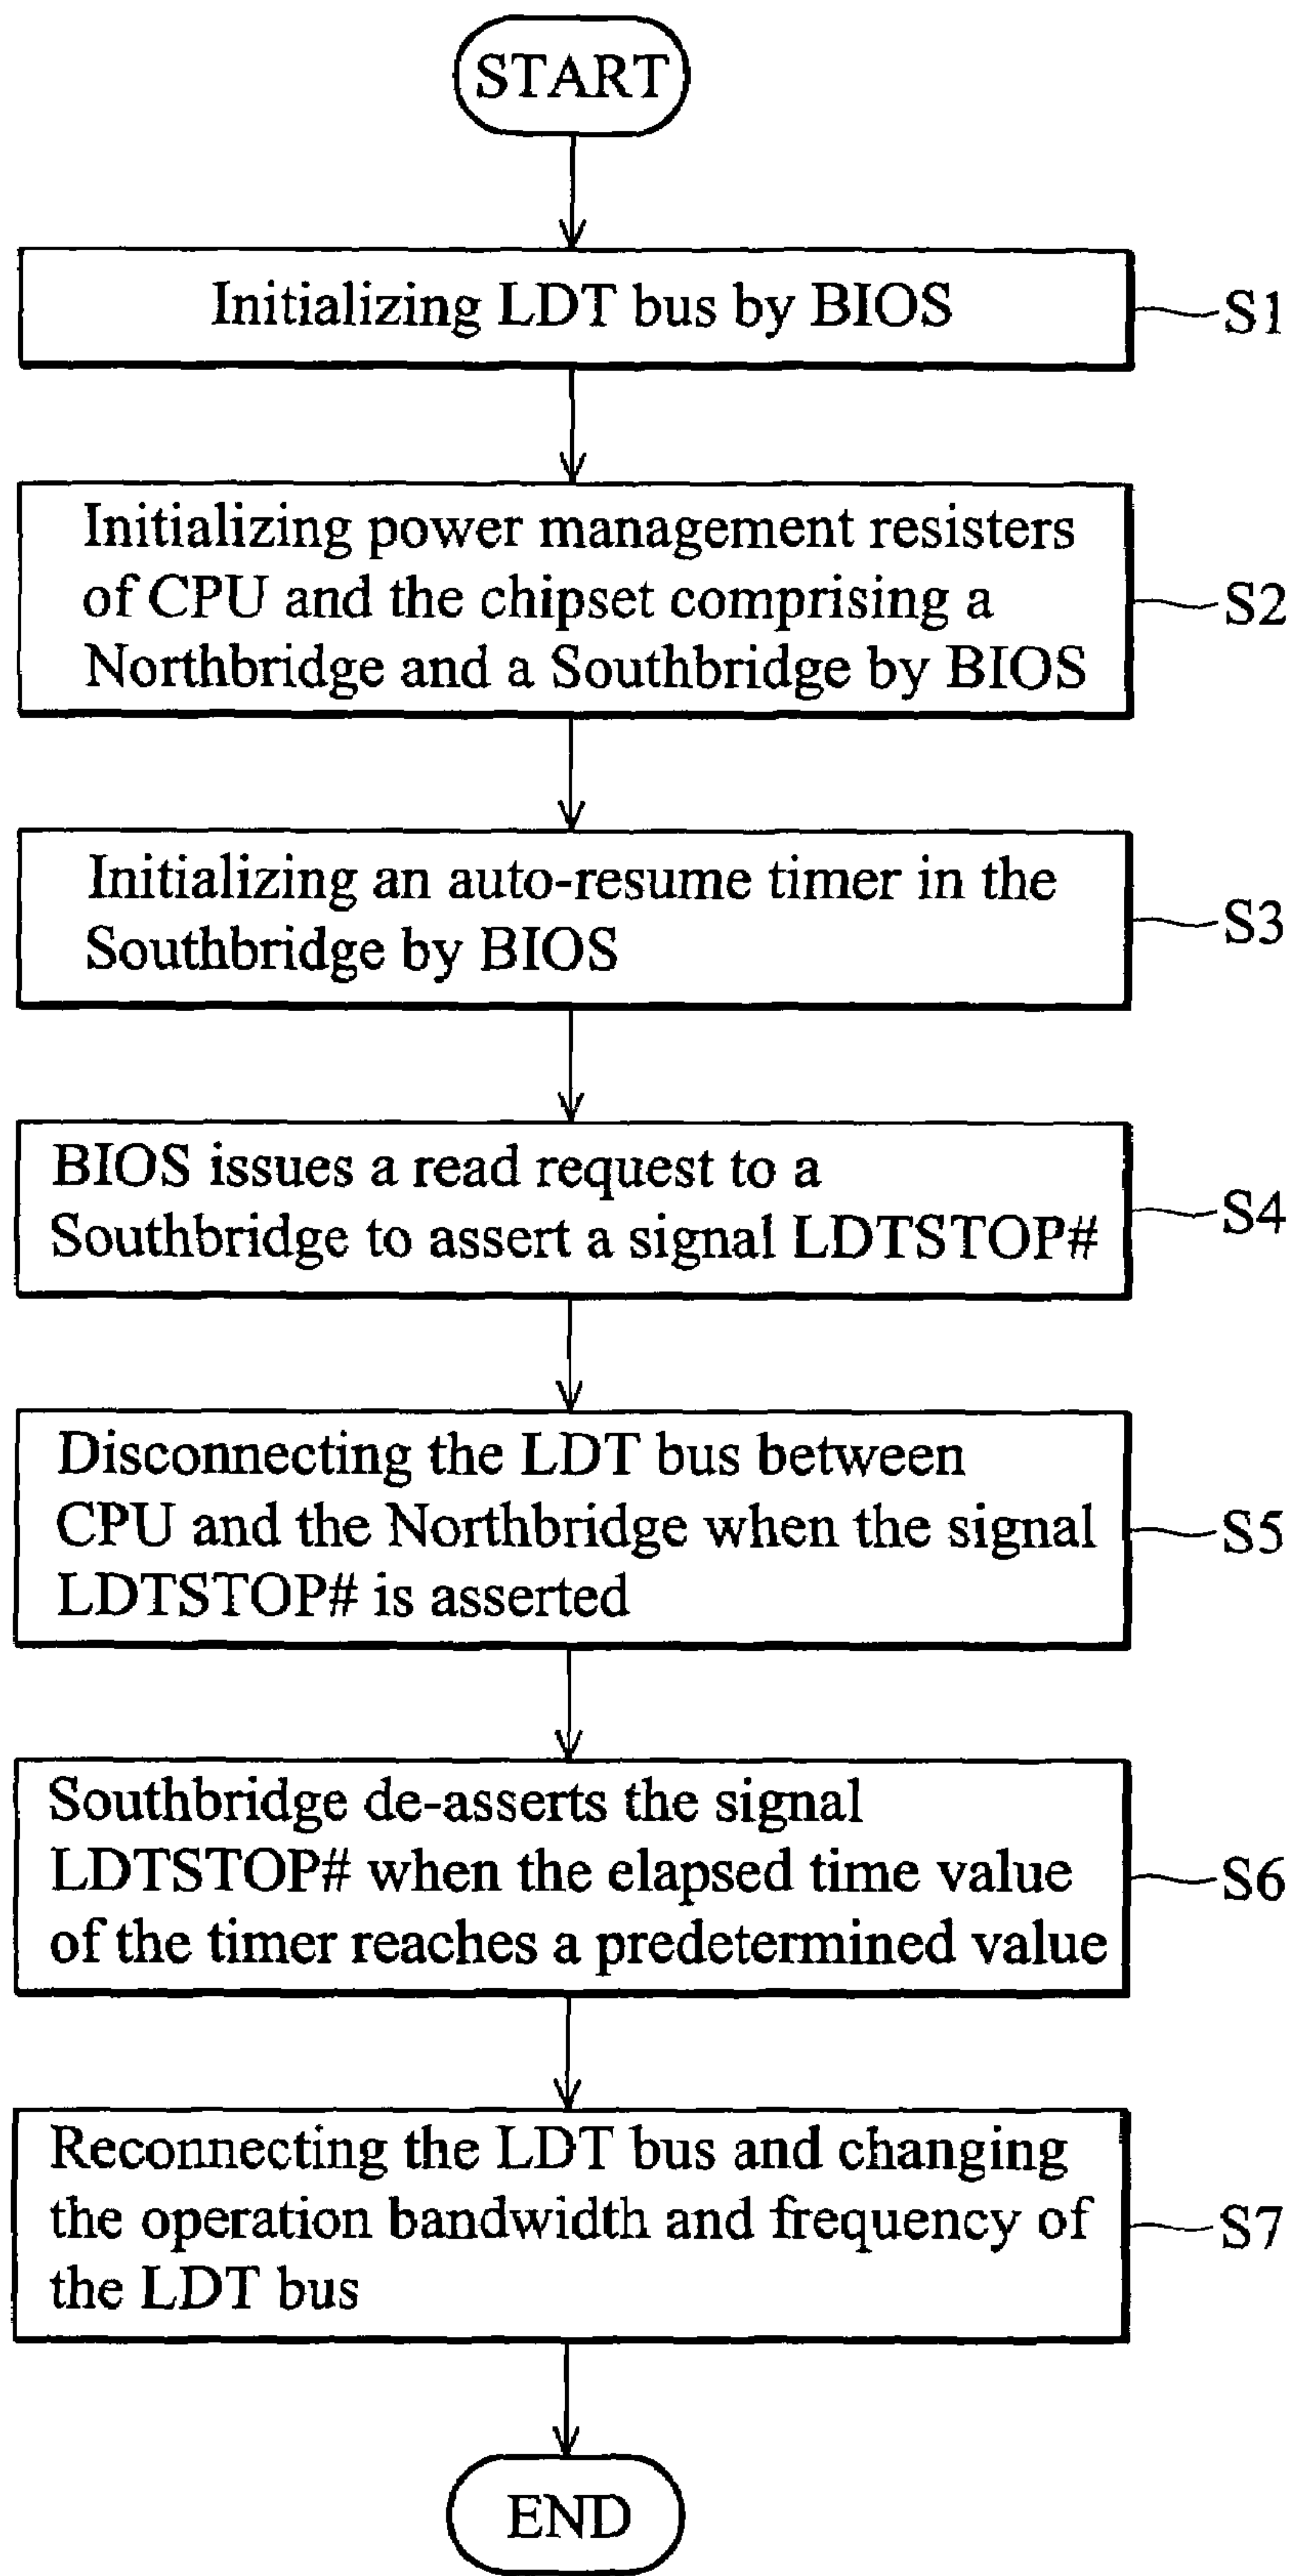 START
Initializing LDT bus by BIOS
S1
Initializing power management resisters
of CPU and the chipset comprising a
Northbridge and a Southbridge by BIOS
S2
Initializing an auto-resume timer in the
Southbridge by BIOS
S3
BIOS issues a read request to a
Southbridge to assert a signal LDTSTOP#
S4
Disconnecting the LDT bus between
CPU and the Northbridge when the signal
LDTSTOP# is asserted
S5
Southbridge de-asserts the signal
LDTSTOP# when the elapsed time value
of the timer reaches a predetermined value
S6
Reconnecting the LDT bus and changing
the operation bandwidth and frequency of
the LDT bus
S7
END